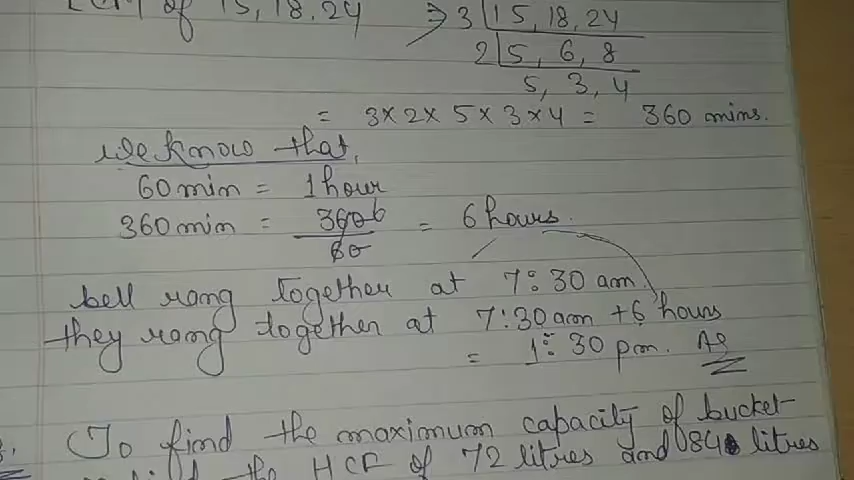 LCM of 15, 18, 24 ⇒ 3 | 15, 18, 24
2 | 5, 6, 8
5, 3, 4
= 3×2×5×3×4 = 360 mins.
We know that,
60 min = 1 hour
360 min = 360 6 / 60 = 6 hours.
bell rang together at 7:30 am
they rang together at 7:30 am + 6 hours
= 1:30 pm. As
To find the maximum capacity of bucket
the HCF of 72 litres and 84 litres